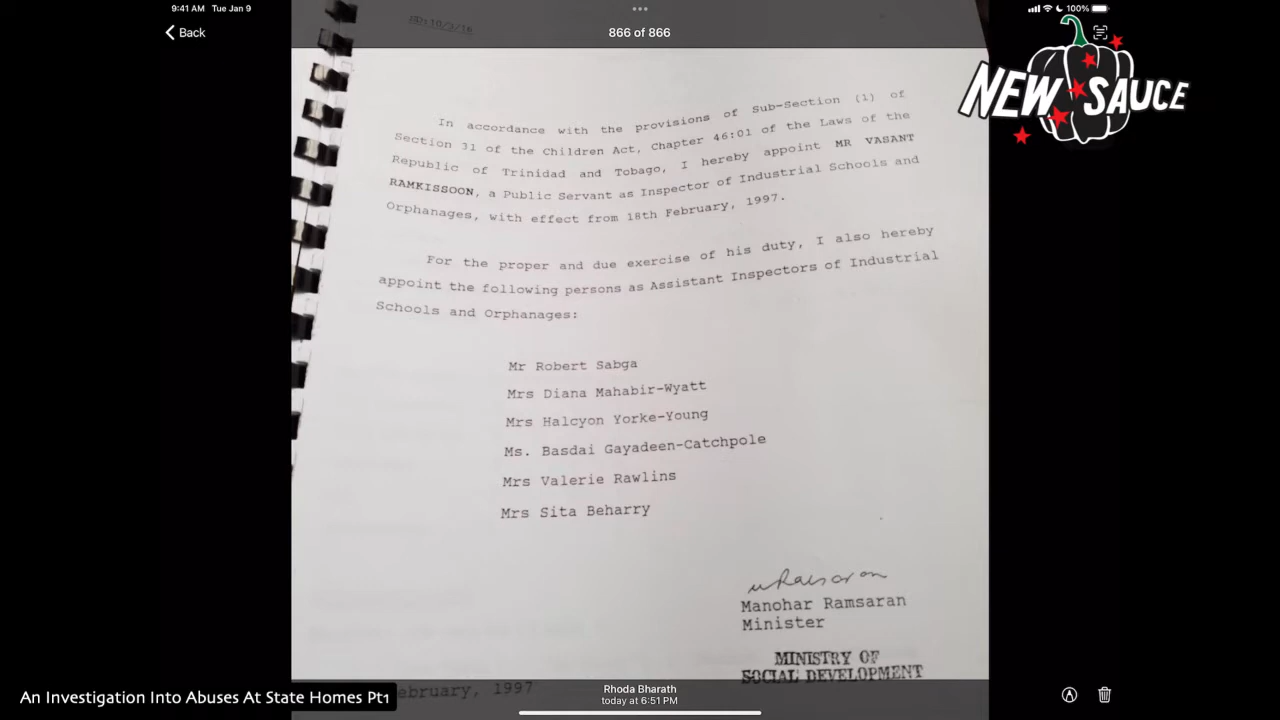 9:41 AM Tue Jan 9
100%
Back
866 of 866
NEW SAUCE
In accordance with the provisions of Sub-Section (1) of
Section 31 of the Children Act, Chapter 46:01 of the Laws of the
Republic of Trinidad and Tobago, I hereby appoint MR VASANT
RAMKISSOON, a Public Servant as Inspector of Industrial Schools and
Orphanages, with effect from 18th February, 1997.
For the proper and due exercise of his duty, I also hereby
appoint the following persons as Assistant Inspectors of Industrial
Schools and Orphanages:
Mr Robert Sabga
Mrs Diana Mahabir-Wyatt
Mrs Halcyon Yorke-Young
Ms. Basdai Gayadeen-Catchpole
Mrs Valerie Rawlins
Mrs Sita Beharry
Manohar Ramsaran
Minister
MINISTRY OF
SOCIAL DEVELOPMENT
ebruary, 1997
An Investigation Into Abuses At State Homes Pt1
Rhoda Bharath
today at 6:51 PM